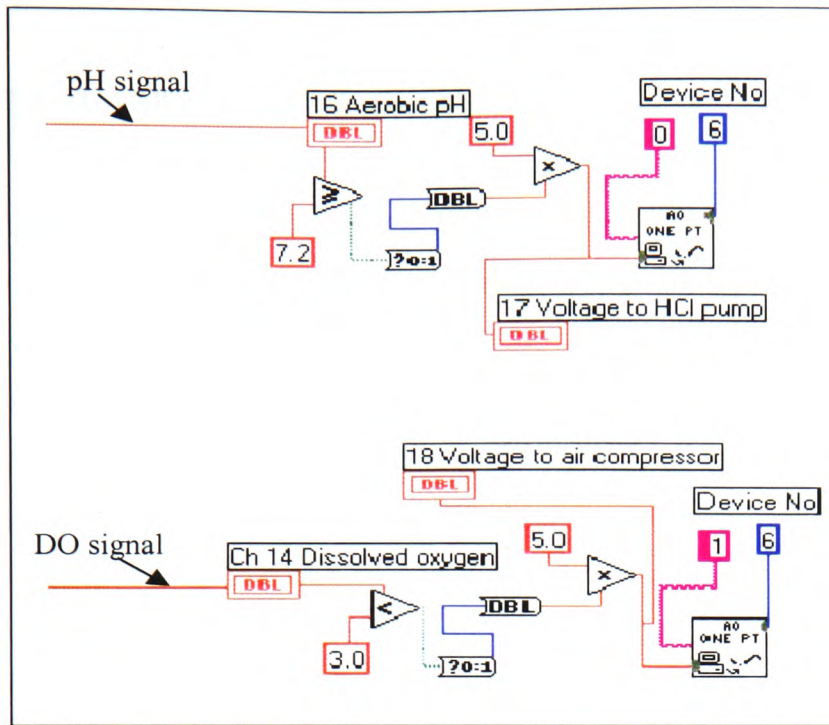 pH signal
16 Aerobic pH
DBL
5.0
Device No
0
6
7.2
?0:1
DBL
x
AO
ONE PT
17 Voltage to HCl pump
DBL
18 Voltage to air compressor
DBL
Device No
DO signal
Ch 14 Dissolved oxygen
DBL
5.0
1
6
<
3.0
?0:1
DBL
x
AO
ONE PT